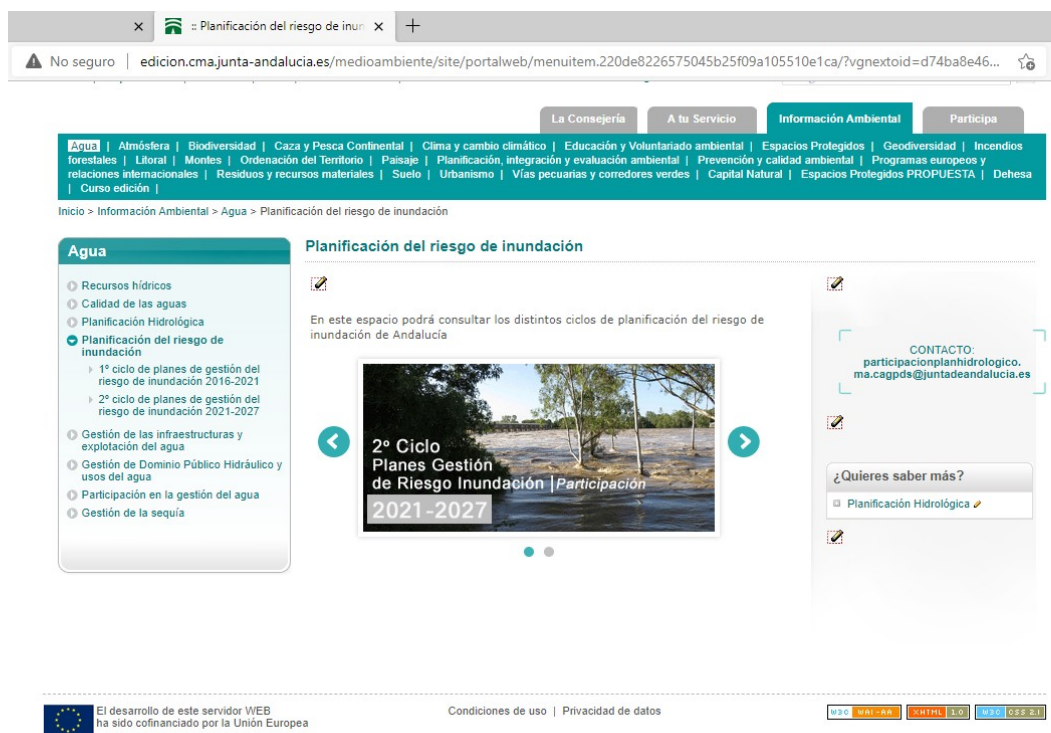 :: Planificación del riesgo de inun
No seguro | edicion.cma.junta-andalucia.es/medioambiente/site/portalweb/menuitem.220de8226575045b25f09a105510e1ca/?vgnextoid=d74ba8e46...
La Consejería A tu Servicio Información Ambiental Participa
Agua | Atmósfera | Biodiversidad | Caza y Pesca Continental | Clima y cambio climático | Educación y Voluntariado ambiental | Espacios Protegidos | Geodiversidad | Incendios
forestales | Litoral | Montes | Ordenación del Territorio | Paisaje | Planificación, integración y evaluación ambiental | Prevención y calidad ambiental | Programas europeos y
relaciones internacionales | Residuos y recursos materiales | Suelo | Urbanismo | Vías pecuarias y corredores verdes | Capital Natural | Espacios Protegidos PROPUESTA | Dehesa
| Curso edición |
Inicio > Información Ambiental > Agua > Planificación del riesgo de inundación
Agua
Recursos hídricos
Calidad de las aguas
Planificación Hidrológica
Planificación del riesgo de
inundación
1º ciclo de planes de gestión del
riesgo de inundación 2016-2021
2º ciclo de planes de gestión del
riesgo de inundación 2021-2027
Gestión de las infraestructuras y
explotación del agua
Gestión de Dominio Público Hidráulico y
usos del agua
Participación en la gestión del agua
Gestión de la sequía
Planificación del riesgo de inundación
En este espacio podrá consultar los distintos ciclos de planificación del riesgo de
inundación de Andalucía
2º Ciclo
Planes Gestión
de Riesgo Inundación | Participación
2021-2027
CONTACTO:
participacionplanhidrologico.
ma.cagpds@juntadeandalucia.es
¿Quieres saber más?
Planificación Hidrológica
El desarrollo de este servidor WEB
ha sido cofinanciado por la Unión Europea
Condiciones de uso | Privacidad de datos
W3C WAI-AA XHTML 1.0 W3C CSS 2.1